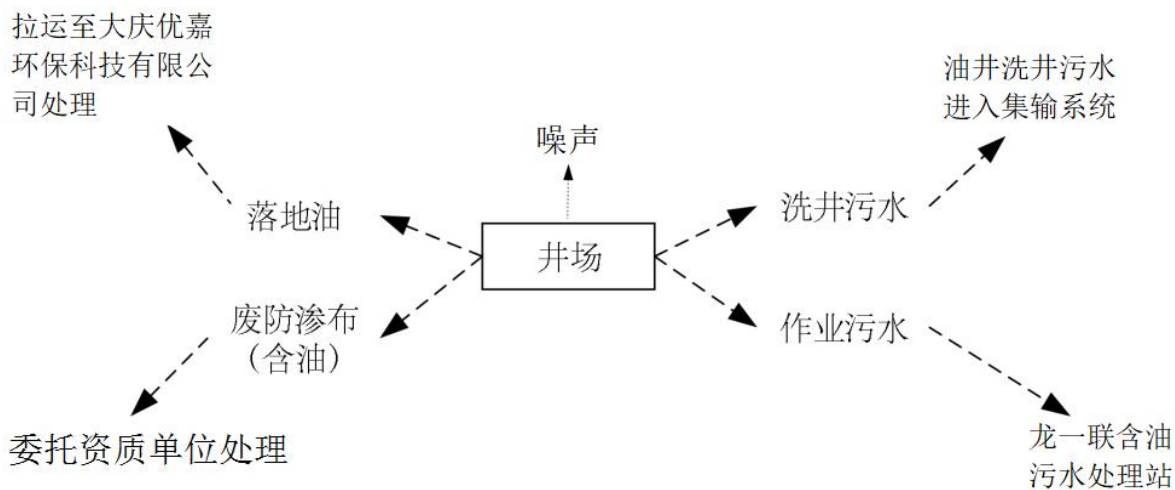 拉运至大庆优嘉
环保科技有限公
司处理
油井洗井污水
进入集输系统
噪声
落地油
洗井污水
井场
废防渗布
（含油）
作业污水
委托资质单位处理
龙一联含油
污水处理站